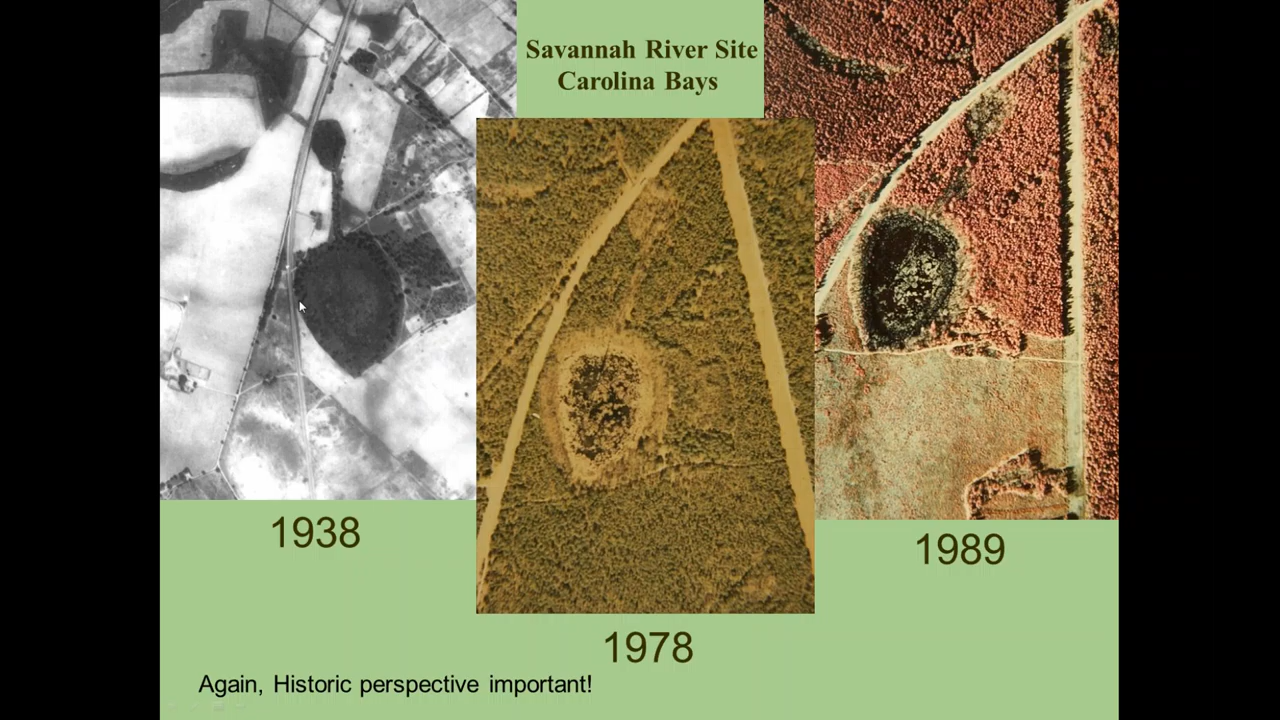 Savannah River Site
Carolina Bays
1938
1978
1989
Again, Historic perspective important!